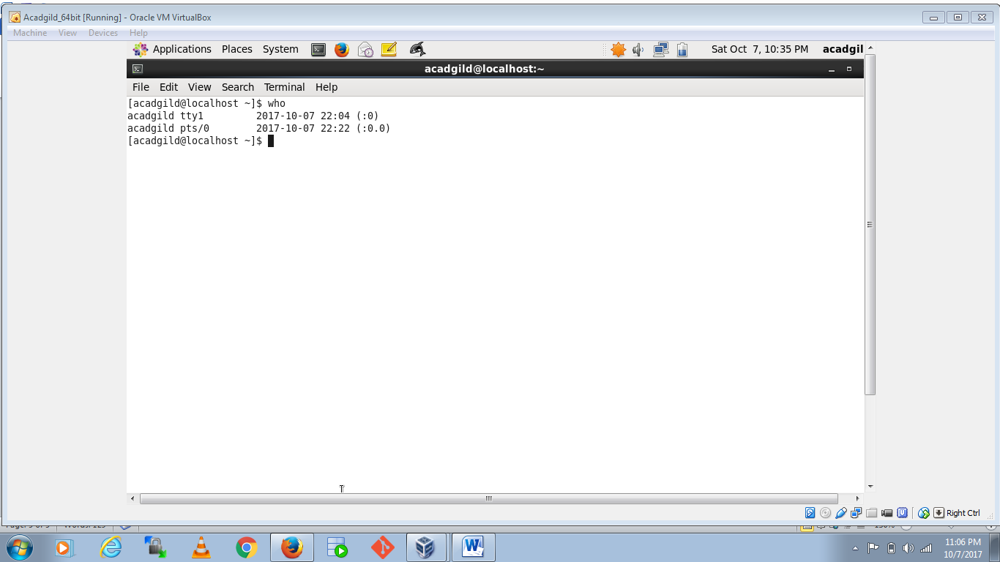 Acadgild_64bit [Running] - Oracle VM VirtualBox
Machine View Devices Help
Applications Places System Sat Oct 7, 10:35 PM acadgil
acadgild@localhost:~
File Edit View Search Terminal Help
[acadgild@localhost ~]$ who
acadgild tty1 2017-10-07 22:04 (:0)
acadgild pts/0 2017-10-07 22:22 (:0.0)
[acadgild@localhost ~]$
Right Ctrl
11:06 PM
10/7/2017